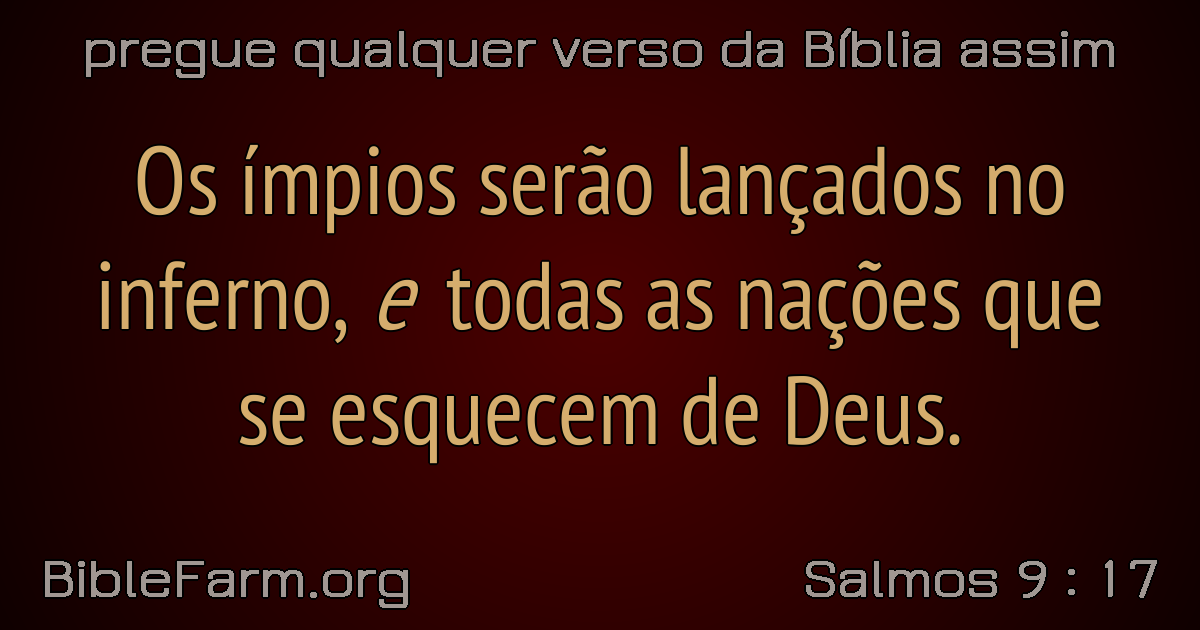 pregue qualquer verso da Bíblia assim
Os ímpios serão lançados no
inferno, e todas as nações que
se esquecem de Deus.
BibleFarm.org
Salmos 9 : 17